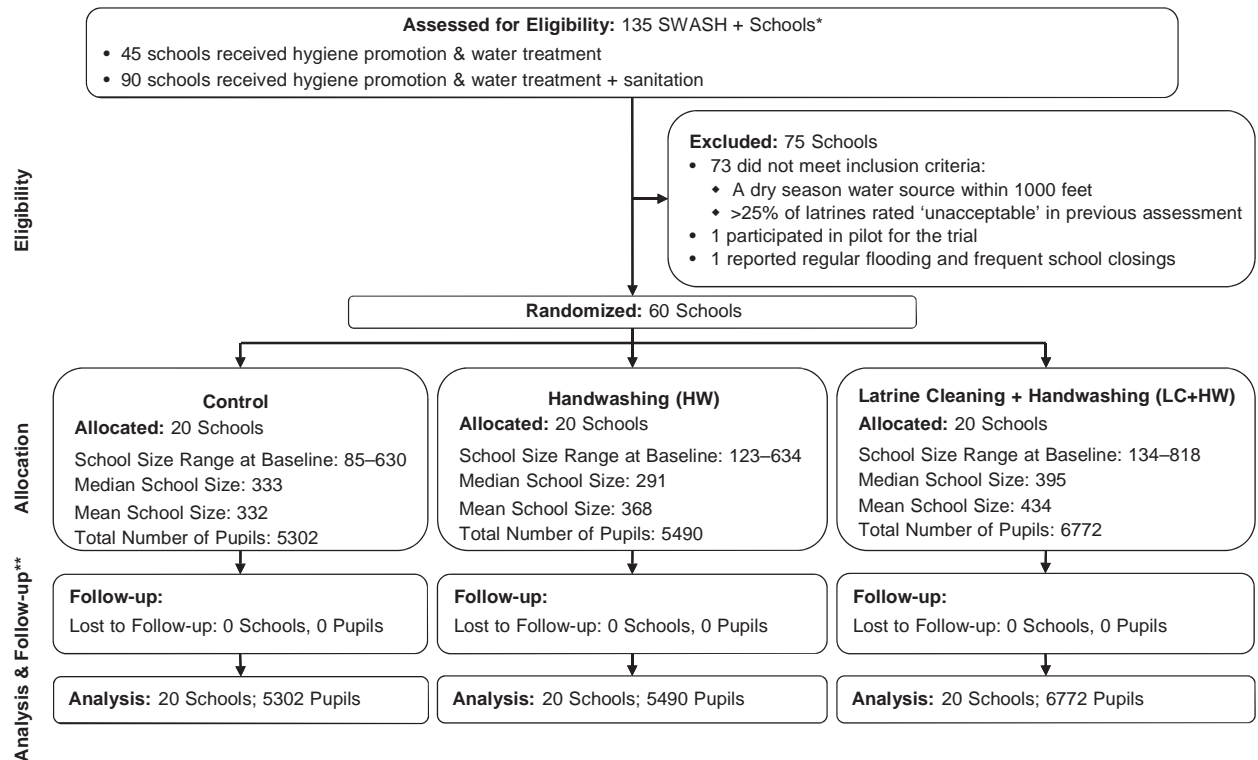 Assessed for Eligibility: 135 SWASH + Schools*
• 45 schools received hygiene promotion & water treatment
• 90 schools received hygiene promotion & water treatment + sanitation
Eligibility
Excluded: 75 Schools
• 73 did not meet inclusion criteria:
◆ A dry season water source within 1000 feet
◆ >25% of latrines rated ‘unacceptable’ in previous assessment
• 1 participated in pilot for the trial
• 1 reported regular flooding and frequent school closings
Randomized: 60 Schools
Allocation
Control
Allocated: 20 Schools
School Size Range at Baseline: 85–630
Median School Size: 333
Mean School Size: 332
Total Number of Pupils: 5302
Handwashing (HW)
Allocated: 20 Schools
School Size Range at Baseline: 123–634
Median School Size: 291
Mean School Size: 368
Total Number of Pupils: 5490
Latrine Cleaning + Handwashing (LC+HW)
Allocated: 20 Schools
School Size Range at Baseline: 134–818
Median School Size: 395
Mean School Size: 434
Total Number of Pupils: 6772
Analysis & Follow-up**
Follow-up:
Lost to Follow-up: 0 Schools, 0 Pupils
Follow-up:
Lost to Follow-up: 0 Schools, 0 Pupils
Follow-up:
Lost to Follow-up: 0 Schools, 0 Pupils
Analysis: 20 Schools; 5302 Pupils
Analysis: 20 Schools; 5490 Pupils
Analysis: 20 Schools; 6772 Pupils